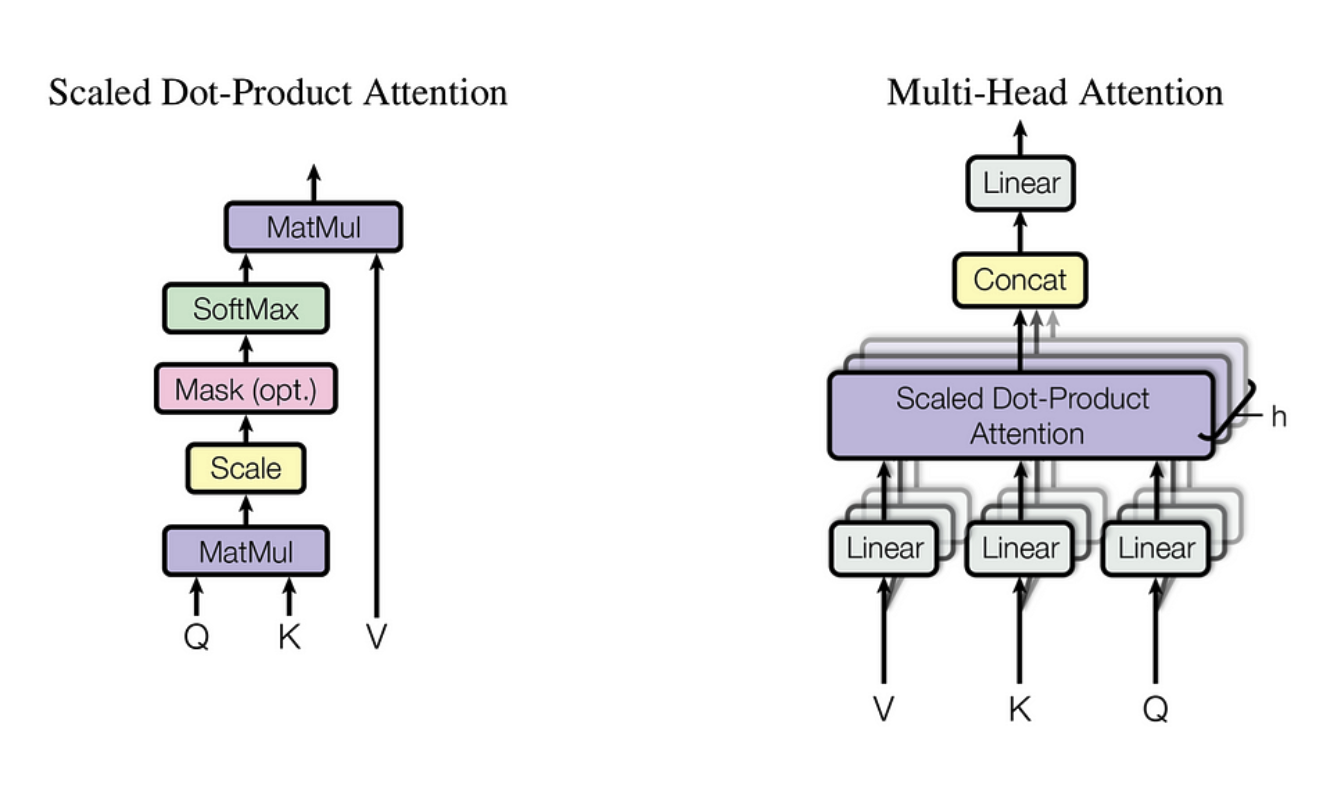 Scaled Dot-Product Attention
MatMul
SoftMax
Mask (opt.)
Scale
MatMul
Q K V
Multi-Head Attention
Linear
Concat
Scaled Dot-Product
Attention
h
Linear Linear Linear
V K Q